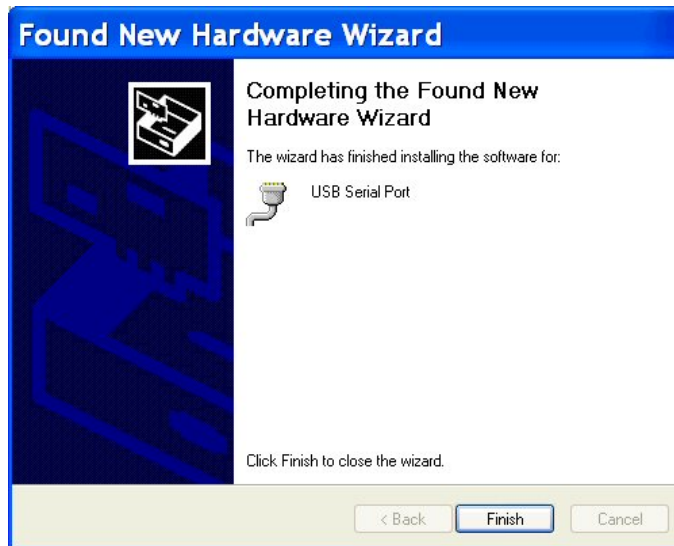 Found New Hardware Wizard
Completing the Found New
Hardware Wizard
The wizard has finished installing the software for:
USB Serial Port
Click Finish to close the wizard.
< Back
Finish
Cancel